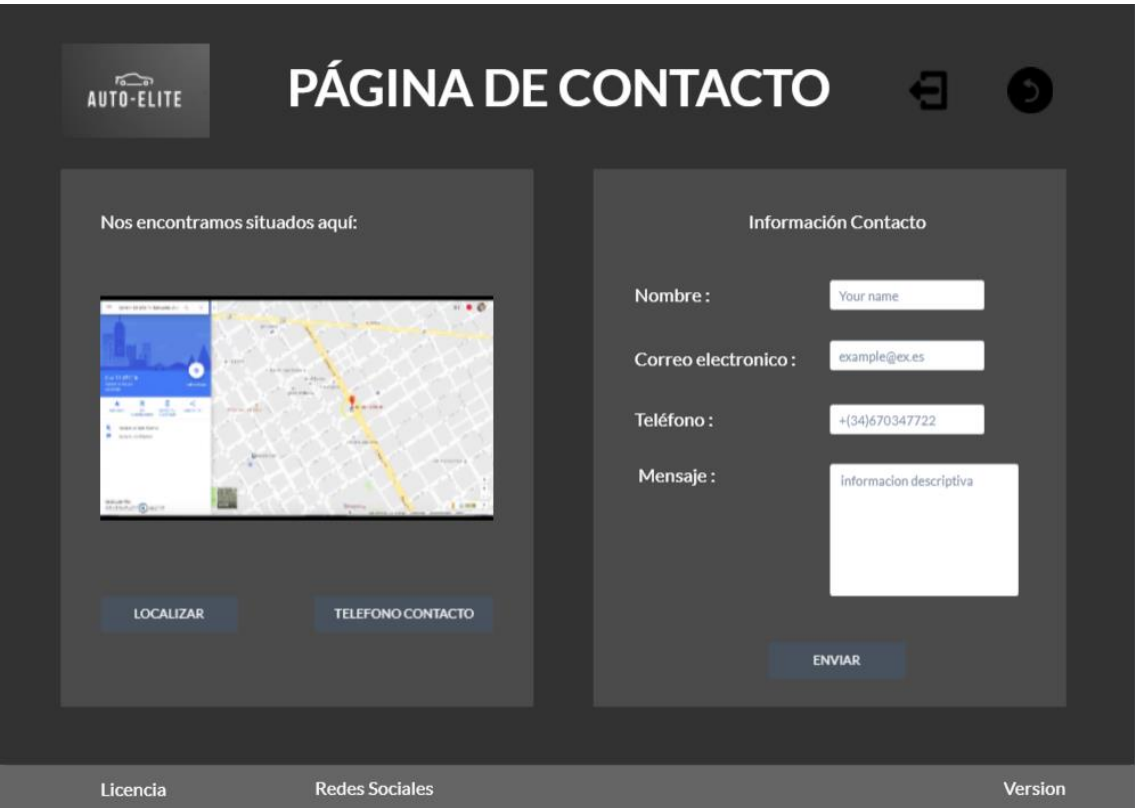 AUTO-ELITE
PÁGINA DE CONTACTO
Nos encontramos situados aquí:
LOCALIZAR
TELEFONO CONTACTO
Información Contacto
Nombre :
Your name
Correo electronico :
example@ex.es
Teléfono :
+(34)670347722
Mensaje :
informacion descriptiva
ENVIAR
Licencia
Redes Sociales
Version